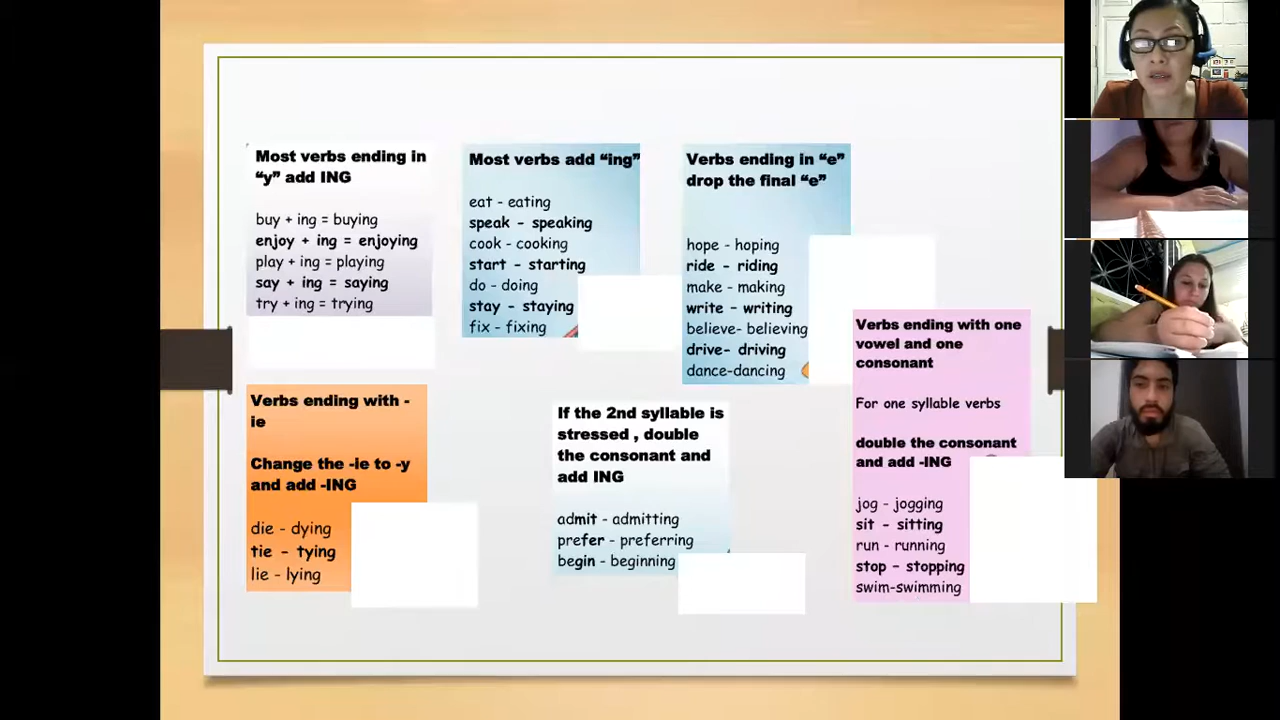 Most verbs ending in
“y” add ING
buy + ing = buying
enjoy + ing = enjoying
play + ing = playing
say + ing = saying
try + ing = trying
Most verbs add “ing”
eat - eating
speak - speaking
cook - cooking
start - starting
do - doing
stay - staying
fix - fixing
Verbs ending in “e”
drop the final “e”
hope - hoping
ride - riding
make - making
write - writing
believe- believing
drive- driving
dance-dancing
Verbs ending with -
ie
Change the -ie to -y
and add -ING
die - dying
tie - tying
lie - lying
If the 2nd syllable is
stressed , double
the consonant and
add ING
admit - admitting
prefer - preferring
begin - beginning
Verbs ending with one
vowel and one
consonant
For one syllable verbs
double the consonant
and add -ING
jog - jogging
sit - sitting
run - running
stop - stopping
swim-swimming